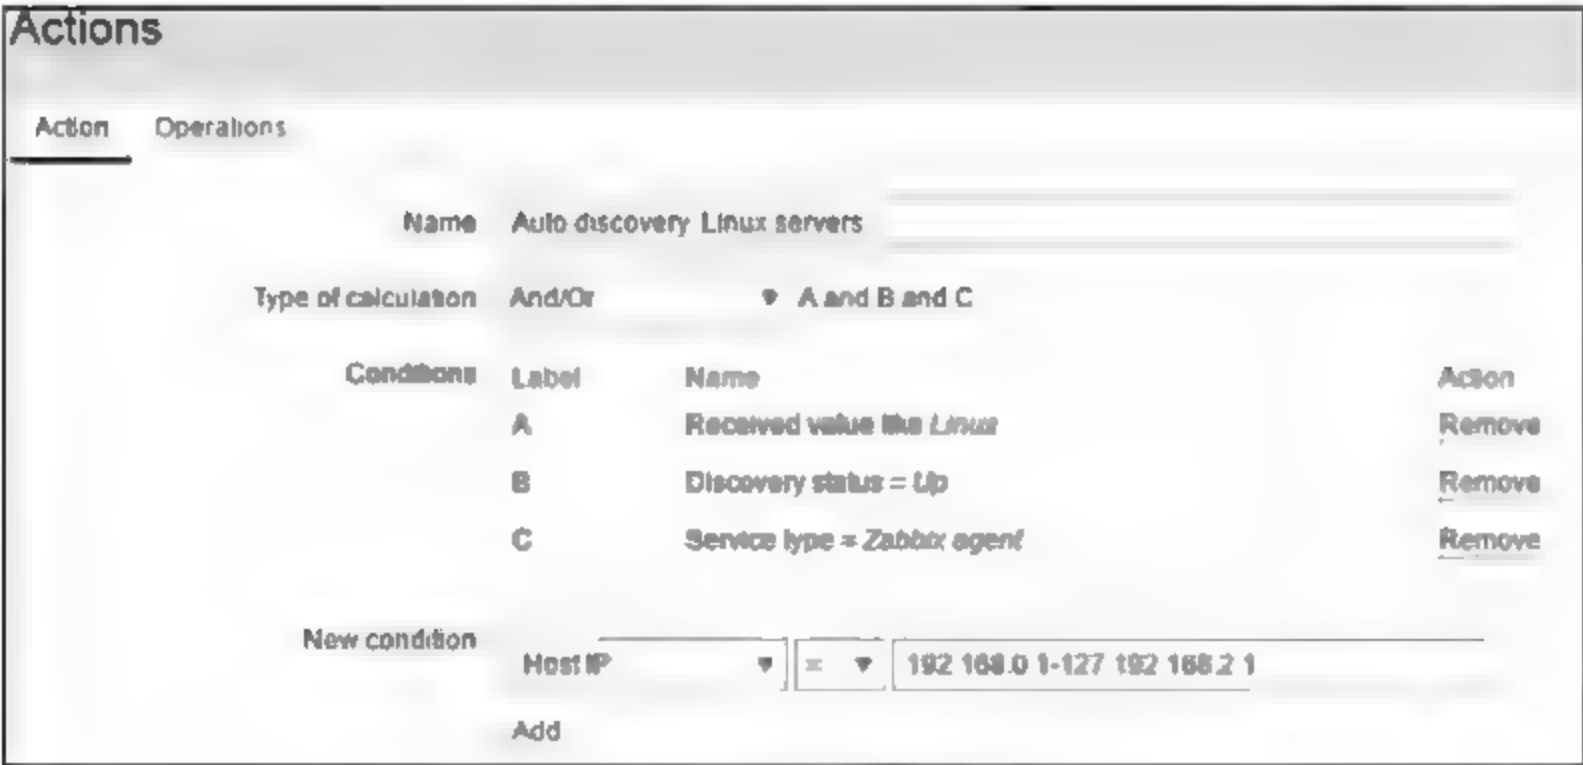 Actions
Action Operations
Name Auto discovery Linux servers
Type of calculation And/Or A and B and C
Conditions Label Name Action
A Received value like Linux Remove
B Discovery status = Up Remove
C Service type = Zabbix agent Remove
New condition Host IP = 192.168.0.1-127,192.168.2.1
Add